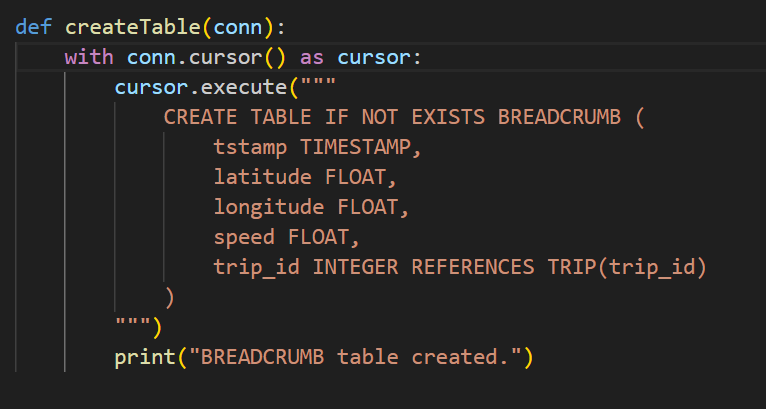 def createTable(conn):
    with conn.cursor() as cursor:
        cursor.execute("""
            CREATE TABLE IF NOT EXISTS BREADCRUMB (
                tstamp TIMESTAMP,
                latitude FLOAT,
                longitude FLOAT,
                speed FLOAT,
                trip_id INTEGER REFERENCES TRIP(trip_id)
            )
        """)
        print("BREADCRUMB table created.")